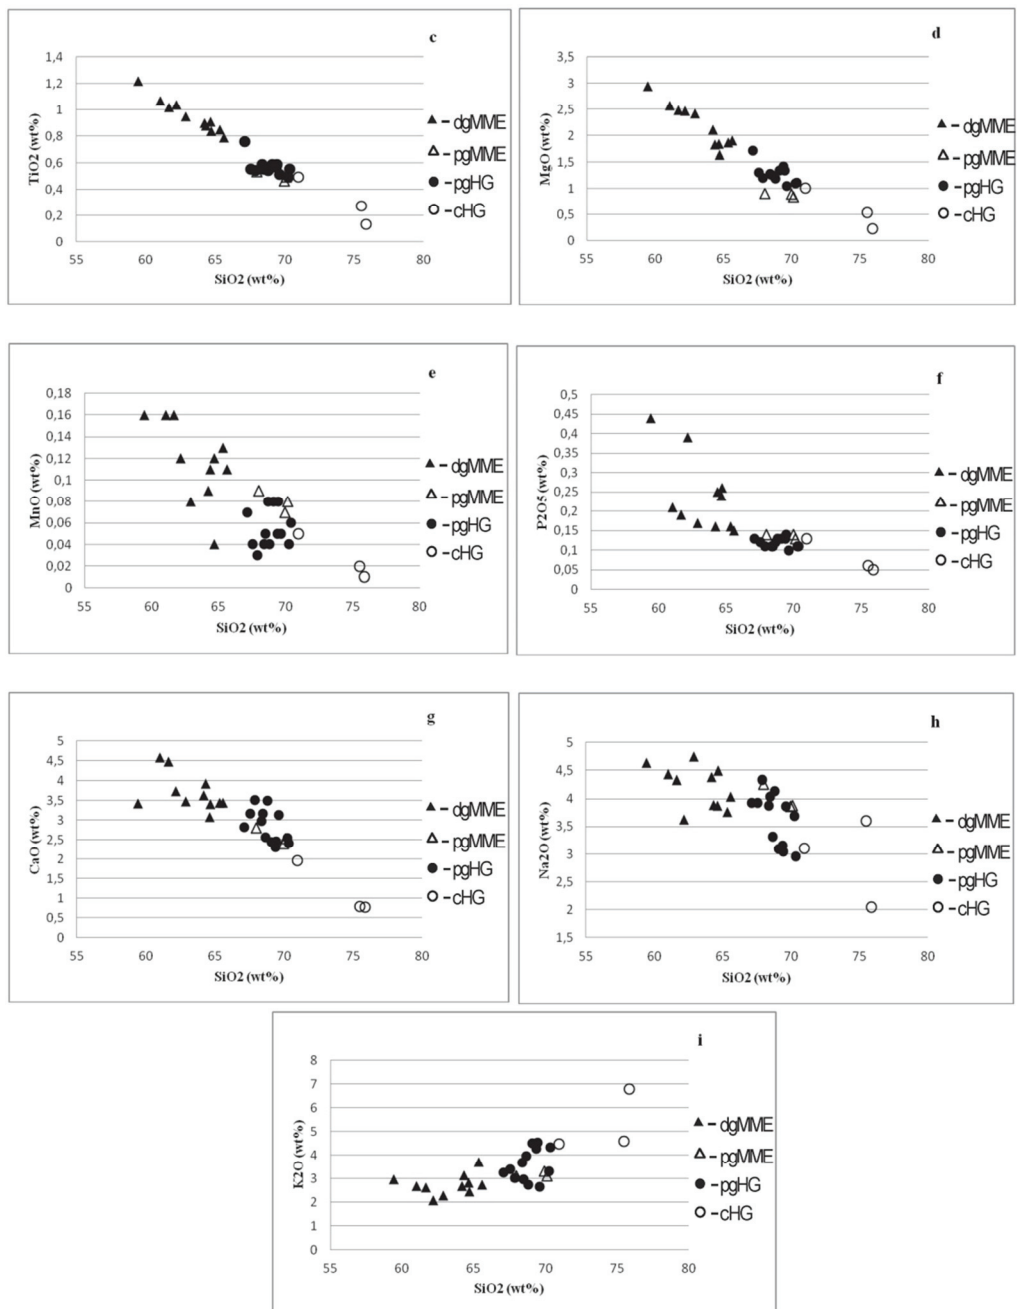 c
TiO2 (wt%)
1,4
1,2
1
0,8
0,6
0,4
0,2
0
55 60 65 70 75 80
SiO2 (wt%)
- dgMME
- pgMME
- pgHG
- cHG
d
MgO (wt%)
3,5
3
2,5
2
1,5
1
0,5
0
55 60 65 70 75 80
SiO2 (wt%)
- dgMME
- pgMME
- pgHG
- cHG
e
MnO (wt%)
0,18
0,16
0,14
0,12
0,1
0,08
0,06
0,04
0,02
0
55 60 65 70 75 80
SiO2 (wt%)
- dgMME
- pgMME
- pgHG
- cHG
f
P2O5 (wt%)
0,5
0,45
0,4
0,35
0,3
0,25
0,2
0,15
0,1
0,05
0
55 60 65 70 75 80
SiO2 (wt%)
- dgMME
- pgMME
- pgHG
- cHG
g
CaO (wt%)
5
4,5
4
3,5
3
2,5
2
1,5
1
0,5
0
55 60 65 70 75 80
SiO2 (wt%)
- dgMME
- pgMME
- pgHG
- cHG
h
Na2O (wt%)
5
4,5
4
3,5
3
2,5
2
1,5
55 60 65 70 75 80
SiO2 (wt%)
- dgMME
- pgMME
- pgHG
- cHG
i
K2O (wt%)
8
7
6
5
4
3
2
1
0
55 60 65 70 75 80
SiO2 (wt%)
- dgMME
- pgMME
- pgHG
- cHG